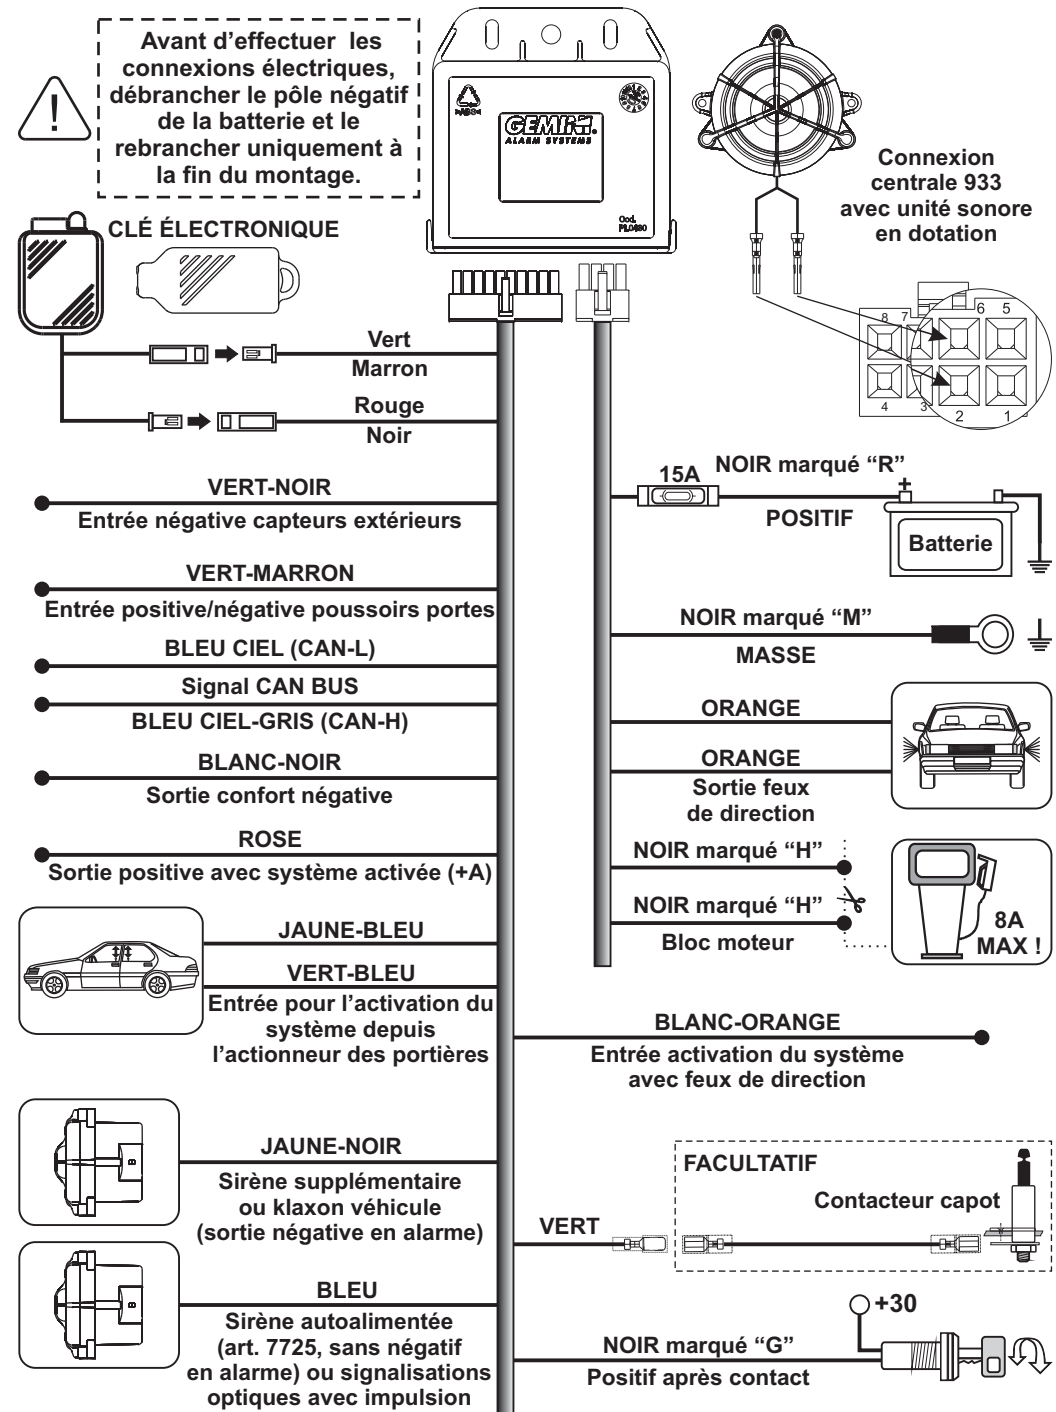 Avant d’effectuer les
connexions électriques,
débrancher le pôle négatif
de la batterie et le
rebrancher uniquement à
la fin du montage.
!
>ABS<
GEMINI
ALARM SYSTEMS
Cod.
Connexion
centrale 933
avec unité sonore
en dotation
8 7 6 5
4 3 2 1
CLÉ ÉLECTRONIQUE
Vert
Marron
Rouge
Noir
VERT-NOIR
Entrée négative capteurs extérieurs
VERT-MARRON
Entrée positive/négative poussoirs portes
BLEU CIEL (CAN-L)
Signal CAN BUS
BLEU CIEL-GRIS (CAN-H)
BLANC-NOIR
Sortie confort négative
ROSE
Sortie positive avec système activée (+A)
JAUNE-BLEU
VERT-BLEU
Entrée pour l’activation du
système depuis
l’actionneur des portières
JAUNE-NOIR
Sirène supplémentaire
ou klaxon véhicule
(sortie négative en alarme)
BLEU
Sirène autoalimentée
(art. 7725, sans négatif
en alarme) ou signalisations
optiques avec impulsion
15A
NOIR marqué “R”
+
POSITIF
Batterie
NOIR marqué “M”
MASSE
ORANGE
ORANGE
Sortie feux
de direction
NOIR marqué “H”
NOIR marqué “H”
Bloc moteur
8A
MAX !
BLANC-ORANGE
Entrée activation du système
avec feux de direction
FACULTATIF
Contacteur capot
VERT
+30
NOIR marqué “G”
Positif après contact